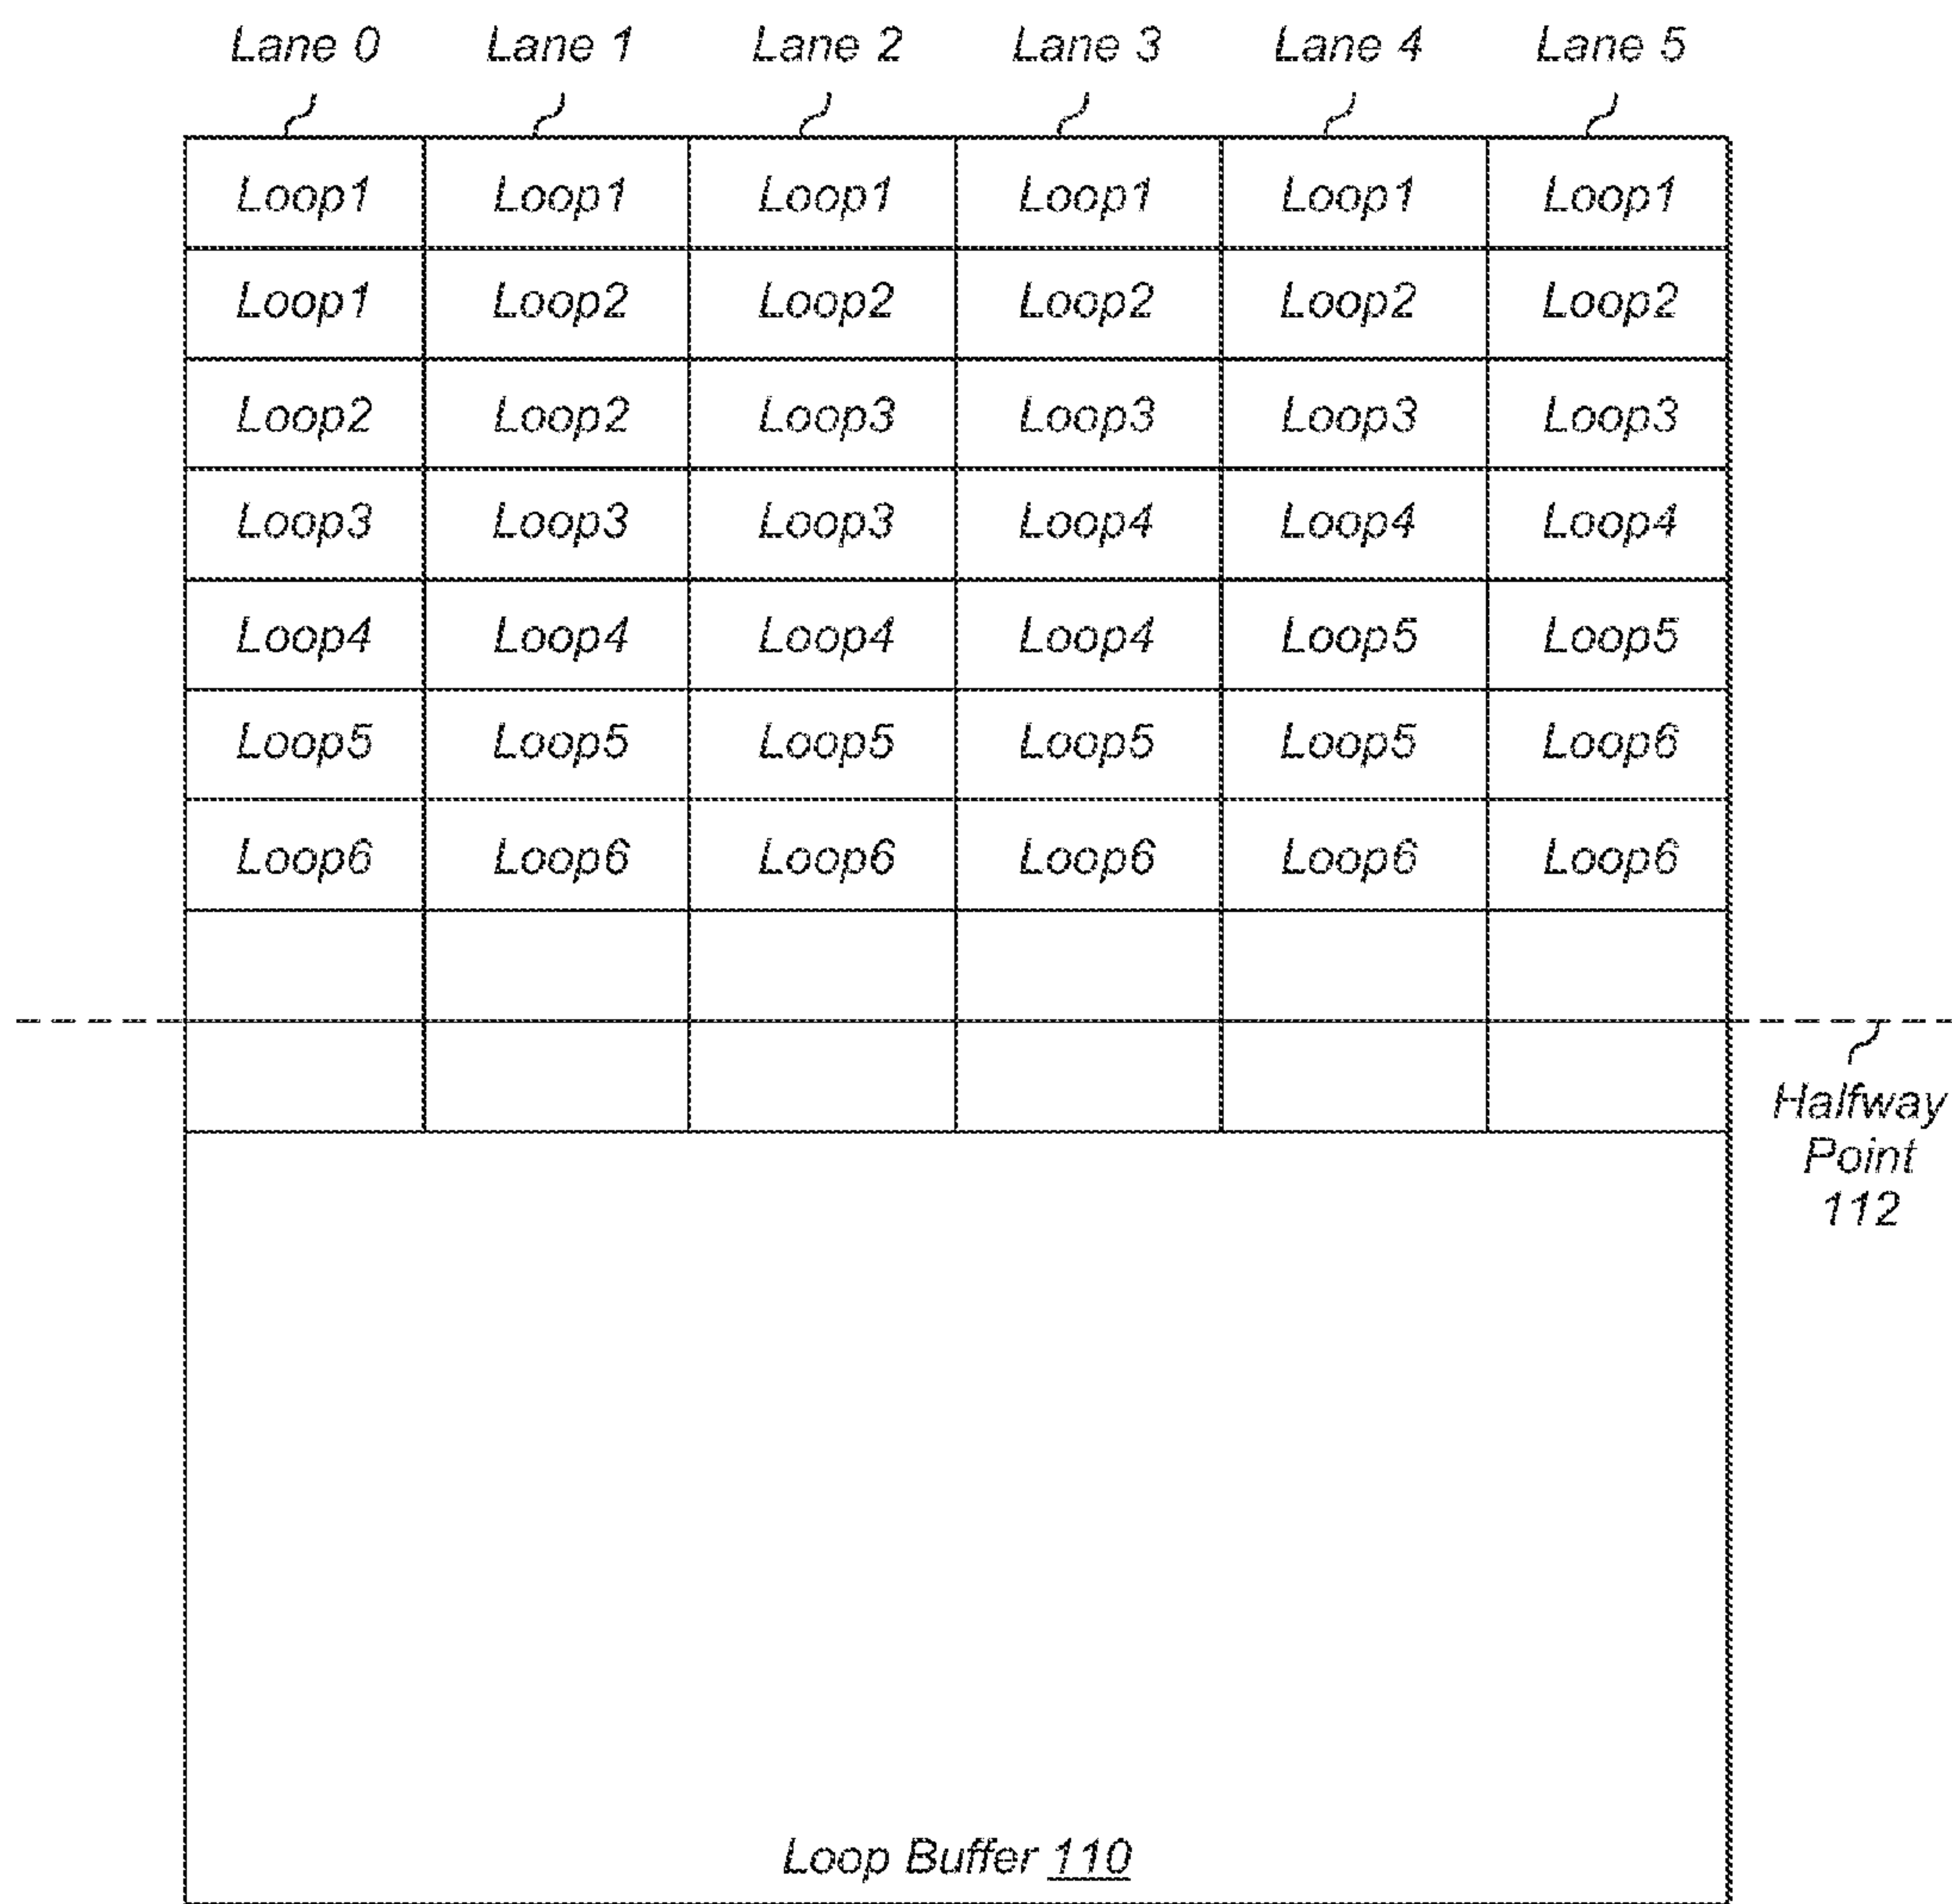 Lane 0 Lane 1 Lane 2 Lane 3 Lane 4 Lane 5
Loop1 Loop1 Loop1 Loop1 Loop1 Loop1
Loop1 Loop2 Loop2 Loop2 Loop2 Loop2
Loop2 Loop2 Loop3 Loop3 Loop3 Loop3
Loop3 Loop3 Loop3 Loop4 Loop4 Loop4
Loop4 Loop4 Loop4 Loop4 Loop5 Loop5
Loop5 Loop5 Loop5 Loop5 Loop5 Loop6
Loop6 Loop6 Loop6 Loop6 Loop6 Loop6
Halfway
Point
112
Loop Buffer 110